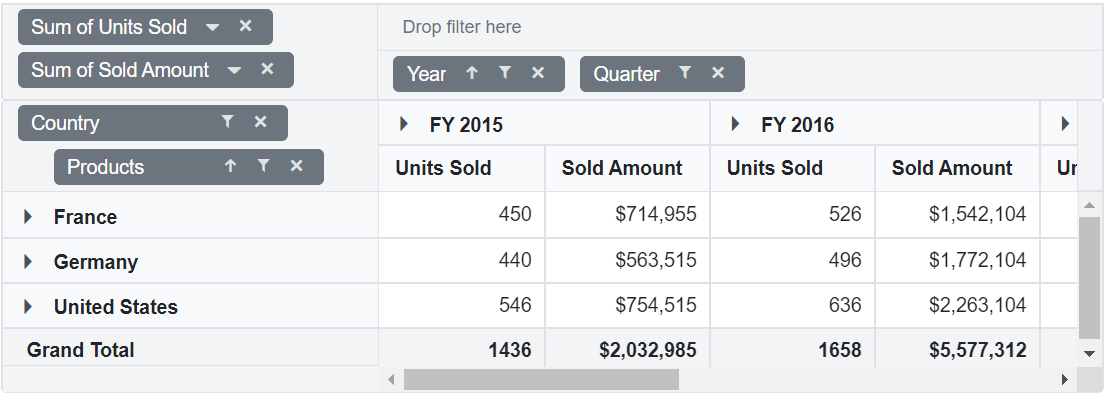 Sum of Units Sold
Drop filter here
Sum of Sold Amount
Year Quarter
Country
FY 2015 FY 2016
Products
Units Sold Sold Amount Units Sold Sold Amount
France 450 $714,955 526 $1,542,104
Germany 440 $563,515 496 $1,772,104
United States 546 $754,515 636 $2,263,104
Grand Total 1436 $2,032,985 1658 $5,577,312